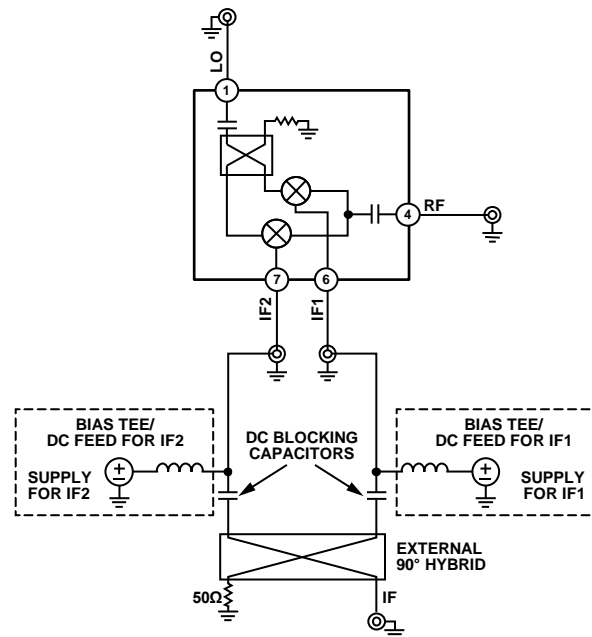 LO
1
RF
4
7
6
IF2
IF1
BIAS TEE/
DC FEED FOR IF2
SUPPLY
FOR IF2
+
−
DC BLOCKING
CAPACITORS
BIAS TEE/
DC FEED FOR IF1
+
−
SUPPLY
FOR IF1
EXTERNAL
90° HYBRID
50Ω
IF